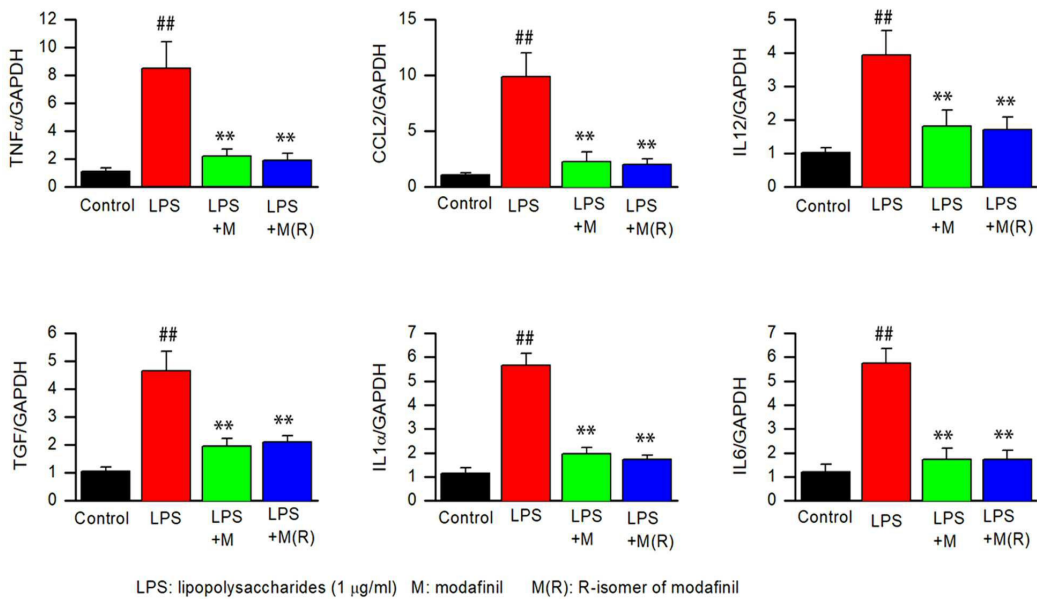 TNFα/GAPDH
12
10
8
6
4
2
0
##
**
**
Control
LPS
LPS
+M
LPS
+M(R)
CCL2/GAPDH
15
10
5
0
##
**
**
Control
LPS
LPS
+M
LPS
+M(R)
IL12/GAPDH
5
4
3
2
1
0
##
**
**
Control
LPS
LPS
+M
LPS
+M(R)
TGF/GAPDH
6
5
4
3
2
1
0
##
**
**
Control
LPS
LPS
+M
LPS
+M(R)
IL1α/GAPDH
7
6
5
4
3
2
1
0
##
**
**
Control
LPS
LPS
+M
LPS
+M(R)
IL6/GAPDH
7
6
5
4
3
2
1
0
##
**
**
Control
LPS
LPS
+M
LPS
+M(R)
LPS: lipopolysaccharides (1 μg/ml) M: modafinil M(R): R-isomer of modafinil